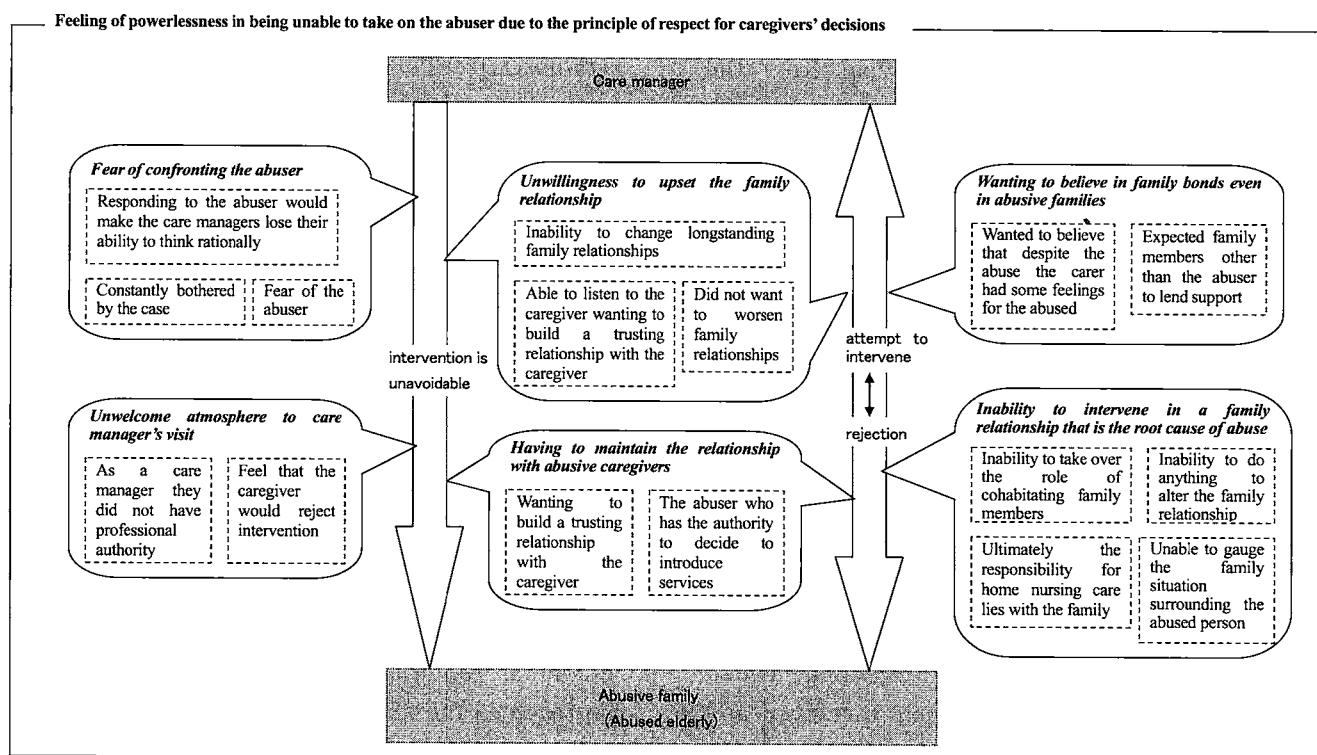 Feeling of powerlessness in being unable to take on the abuser due to the principle of respect for caregivers' decisions
Care manager
Fear of confronting the abuser
Responding to the abuser would
make the care managers lose their
ability to think rationally
Constantly bothered
by the case
Fear of the
abuser
Unwillingness to upset the family
relationship
Inability to change longstanding
family relationships
Able to listen to the
caregiver wanting to
build a trusting
relationship with the
caregiver
Did not want
to worsen
family
relationships
Wanting to believe in family bonds even
in abusive families
Wanted to believe
that despite the
abuse the carer
had some feelings
for the abused
Expected family
members other
than the abuser
to lend support
intervention is
unavoidable
attempt to
intervene
rejection
Unwelcome atmosphere to care
manager's visit
As a care
manager they
did not have
professional
authority
Feel that the
caregiver
would reject
intervention
Having to maintain the relationship
with abusive caregivers
Wanting to
build a trusting
relationship
with the
caregiver
The abuser who
has the authority
to decide to
introduce
services
Inability to intervene in a family
relationship that is the root cause of abuse
Inability to take over
the role of
cohabitating family
members
Inability to do
anything to
alter the family
relationship
Ultimately the
responsibility for
home nursing care
lies with the family
Unable to gauge
the family
situation
surrounding the
abused person
Abusive family
(Abused elderly)